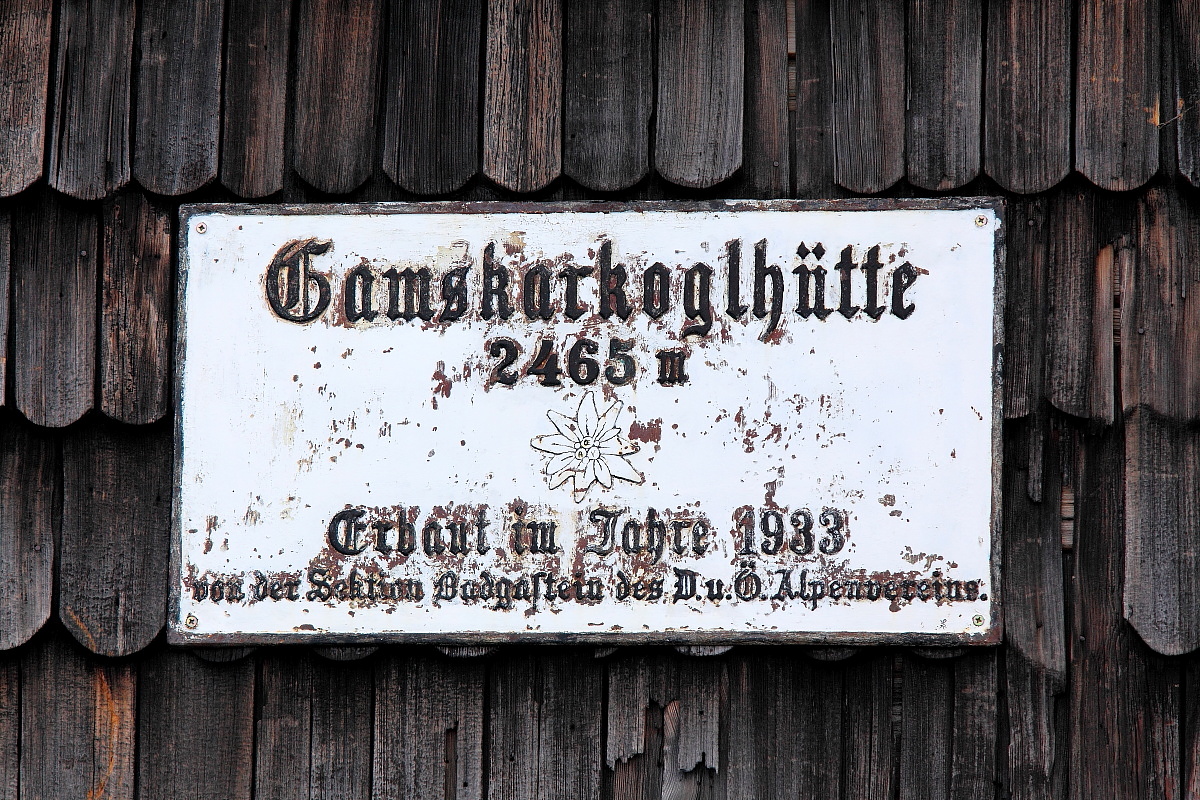 Gamskarkoglhütte
2465 m
Erbaut im Jahre 1933
von der Sektion Badgastein des D. u. Ö. Alpenvereins.